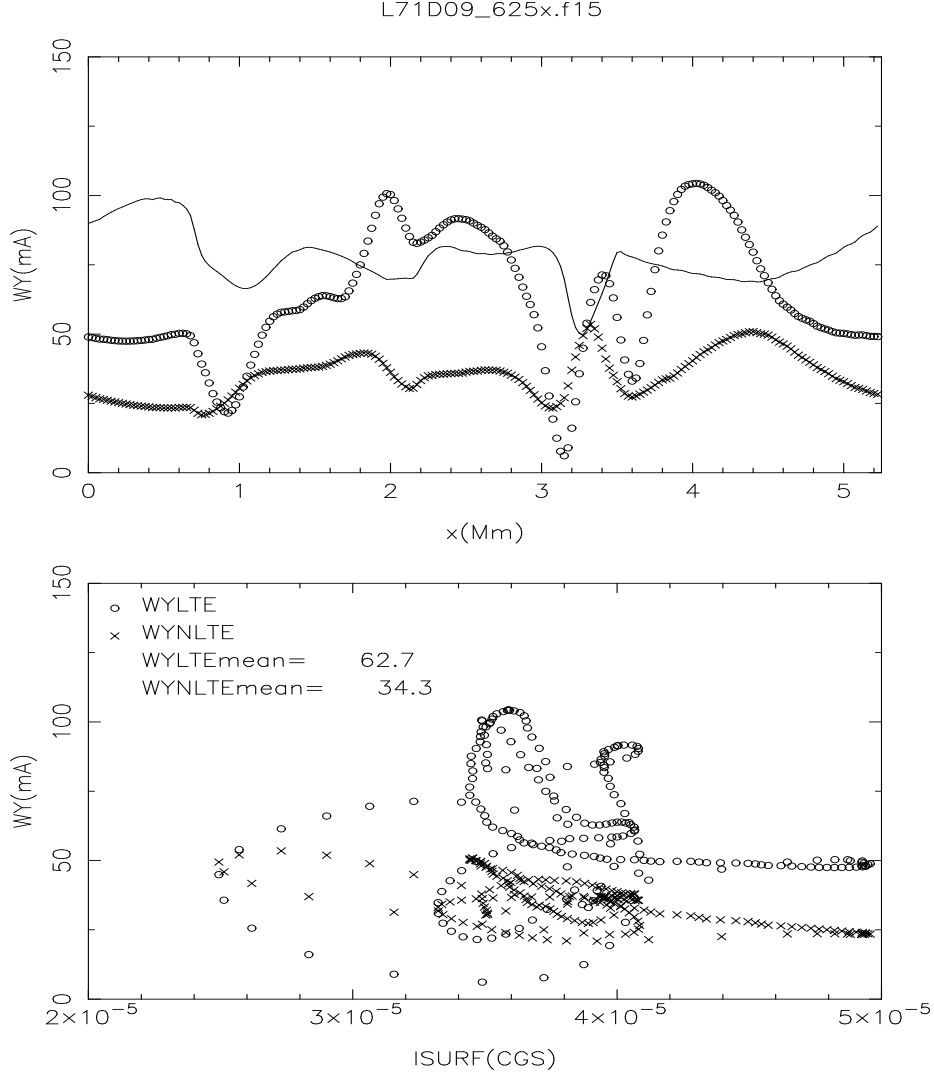 L71D09_625x.f15
150
100
50
0
WY(mA)
0 1 2 3 4 5
x(Mm)
150
100
50
0
WY(mA)
WYLTE
WYNLTE
WYLTEmean= 62.7
WYNLTEmean= 34.3
2×10⁻⁵ 3×10⁻⁵ 4×10⁻⁵ 5×10⁻⁵
ISURF(CGS)